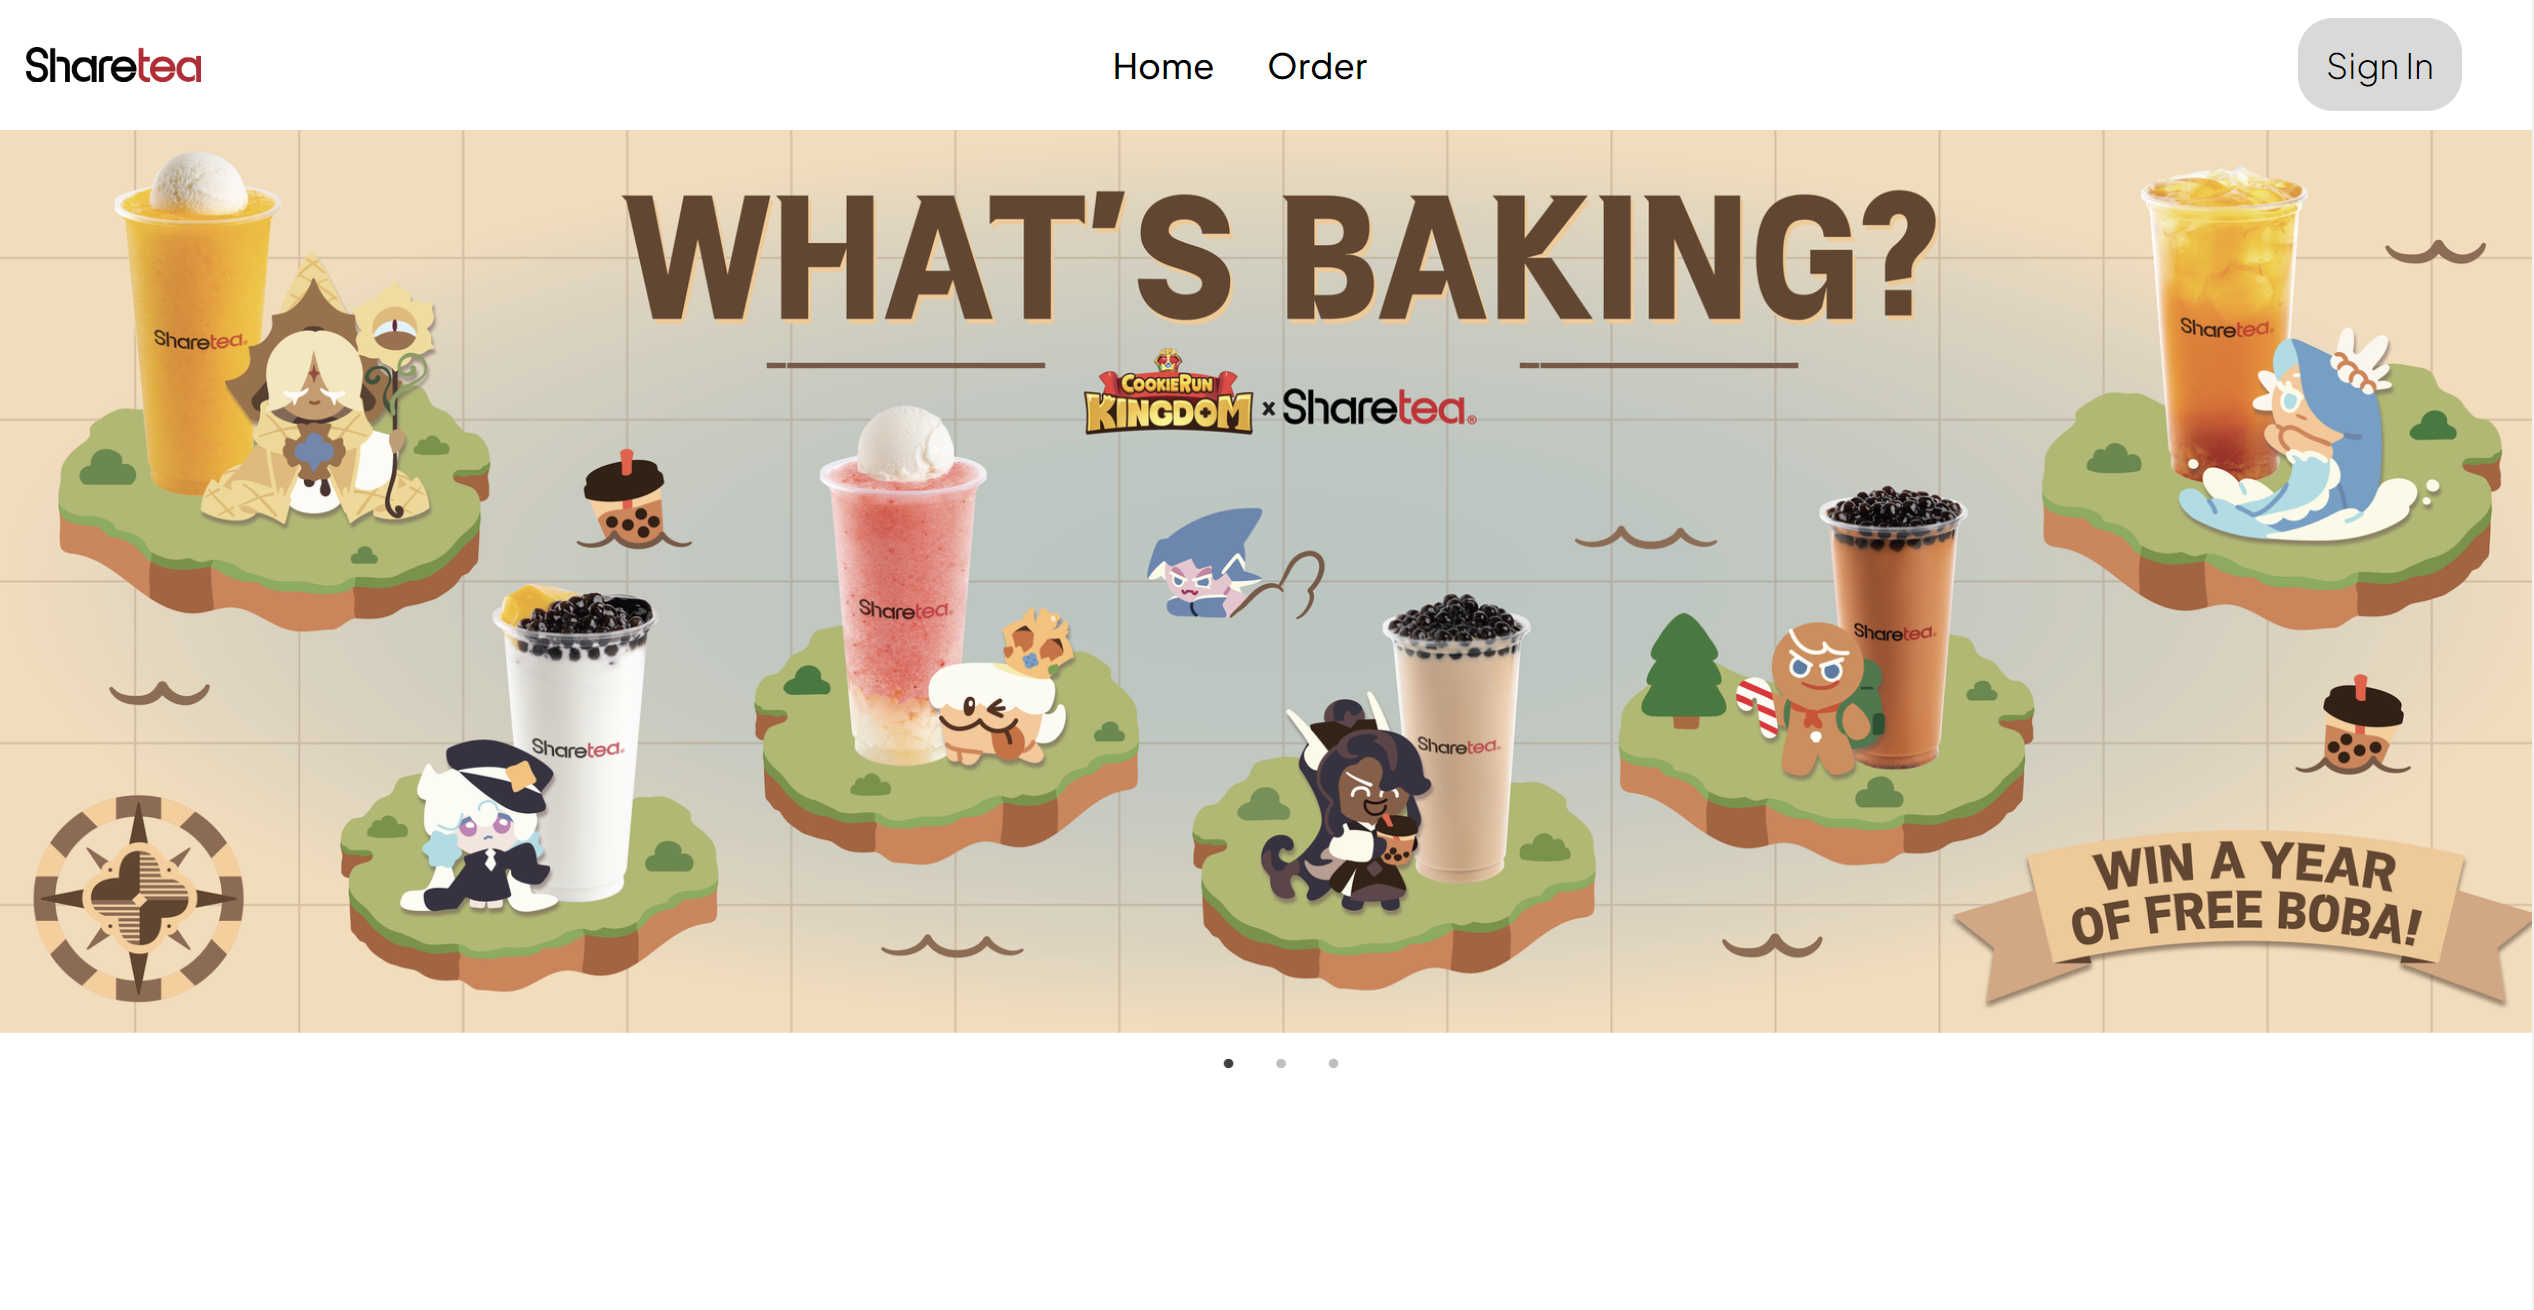 Sharetea
Home
Order
Sign In
WHAT'S BAKING?
COOKIERUN
KINGDOM
x Sharetea®
Sharetea®
Sharetea®
Sharetea®
Sharetea®
Sharetea®
Sharetea®
WIN A YEAR
OF FREE BOBA!